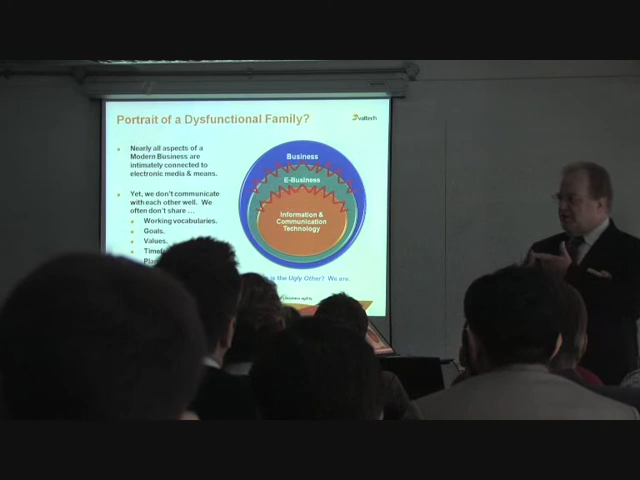 Portrait of a Dysfunctional Family?
valtech
Nearly all aspects of a
Modern Business are
intimately connected to
electronic media & means.
Yet, we don't communicate
with each other well. We
often don't share ...
Working vocabularies.
Goals.
Values.
Business
E-Business
Information &
Communication
Technology
is the Ugly Other? We are.